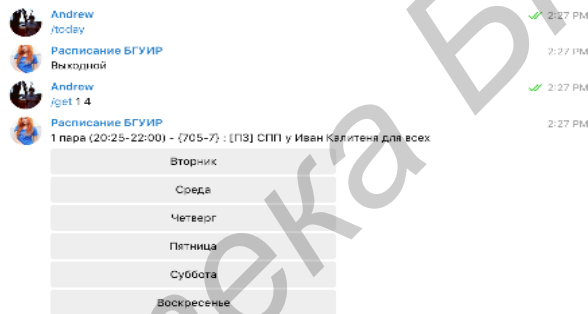 Andrew
2:27 PM
/today
Расписание БГУИР
2:27 PM
Выходной
Andrew
2:27 PM
/get 1 4
Расписание БГУИР
2:27 PM
1 пара (20:25-22:00) - {705-7} : [ПЗ] СПП у Иван Калитеня для всех
Вторник
Среда
Четверг
Пятница
Суббота
Воскресенье